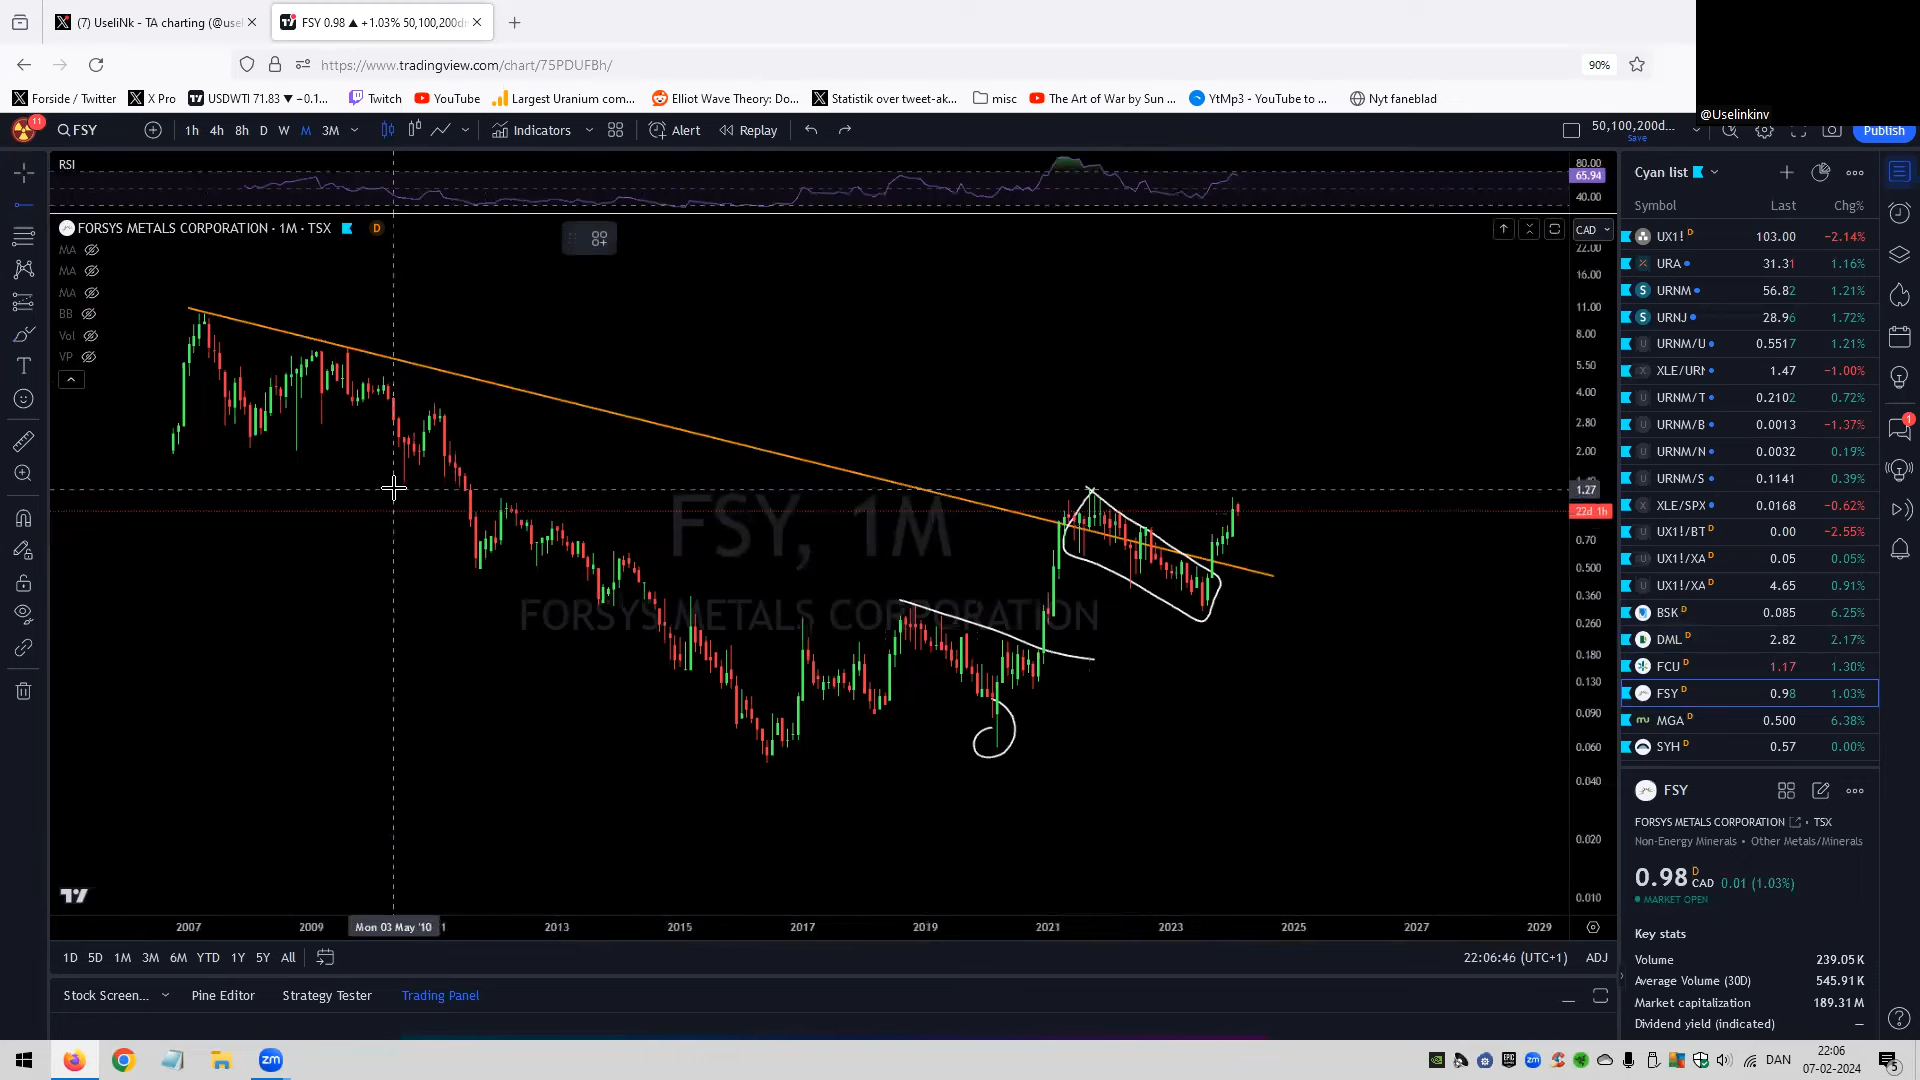 (7) UseliNk - TA charting (@usel
FSY 0.98 ▲ +1.03% 50,100,200d
https://www.tradingview.com/chart/75PDUFBh/
90%
Forside / Twitter
X Pro
USDWTI 71.83 ▼ −0.1...
Twitch
YouTube
Largest Uranium com...
Elliot Wave Theory: Do...
Statistik over tweet-ak...
misc
The Art of War by Sun ...
YtMp3 - YouTube to ...
Nyt faneblad
@Uselinkinv
11
FSY
1h 4h 8h D W M 3M
Indicators
Alert
Replay
50,100,200d...
Save
Publish
RSI
80.00
65.94
40.00
FORSYS METALS CORPORATION · 1M · TSX
D
CAD
MA
MA
MA
BB
Vol
VP
22.00
16.00
11.00
8.00
5.50
4.00
2.80
2.00
1.27
22d 1h
0.70
0.500
0.360
0.260
0.180
0.130
0.090
0.060
0.040
0.020
0.010
FSY, 1M
FORSYS METALS CORPORATION
2007 2009 Mon 03 May '10 1 2013 2015 2017 2019 2021 2023 2025 2027 2029
1D 5D 1M 3M 6M YTD 1Y 5Y All
22:06:46 (UTC+1) ADJ
Stock Screen...
Pine Editor
Strategy Tester
Trading Panel
Cyan list
Symbol Last Chg%
UX1! D 103.00 −2.14%
URA 31.31 1.16%
S URNM 56.82 1.21%
S URNJ 28.96 1.72%
U URNM/U 0.5517 1.21%
X XLE/URN 1.47 −1.00%
U URNM/T 0.2102 0.72%
U URNM/B 0.0013 −1.37%
U URNM/N 0.0032 0.19%
U URNM/S 0.1141 0.39%
X XLE/SPX 0.0168 −0.62%
U UX1!/BT D 0.00 −2.55%
U UX1!/XA D 0.05 0.05%
U UX1!/XA D 4.65 0.91%
BSK D 0.085 6.25%
DML D 2.82 2.17%
FCU D 1.17 1.30%
FSY D 0.98 1.03%
MGA D 0.500 6.38%
SYH D 0.57 0.00%
1
FSY
FORSYS METALS CORPORATION · TSX
Non-Energy Minerals • Other Metals/Minerals
0.98 D CAD 0.01 (1.03%)
MARKET OPEN
Key stats
Volume 239.05K
Average Volume (30D) 545.91K
Market capitalization 189.31M
Dividend yield (indicated) —
zm
DAN
22:06
07-02-2024
5